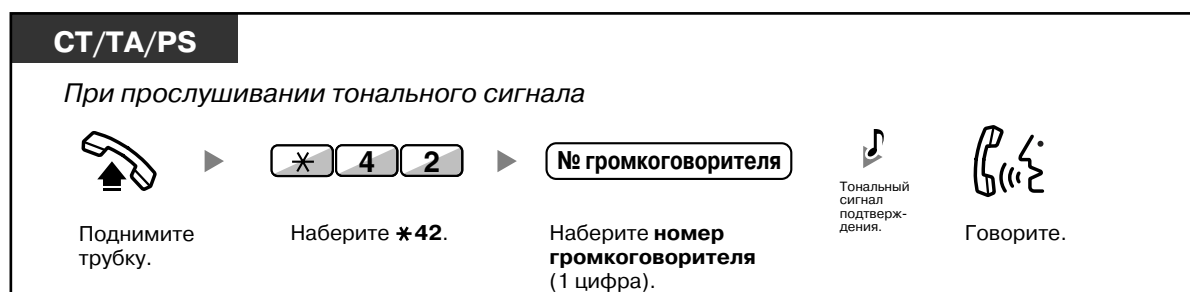 CT/TA/PS
При прослушивании тонального сигнала
✳ 4 2
№ громкоговорителя
Тональный
сигнал
подтверж-
дения.
Поднимите
трубку.
Наберите ✳42.
Наберите номер
громкоговорителя
(1 цифра).
Говорите.